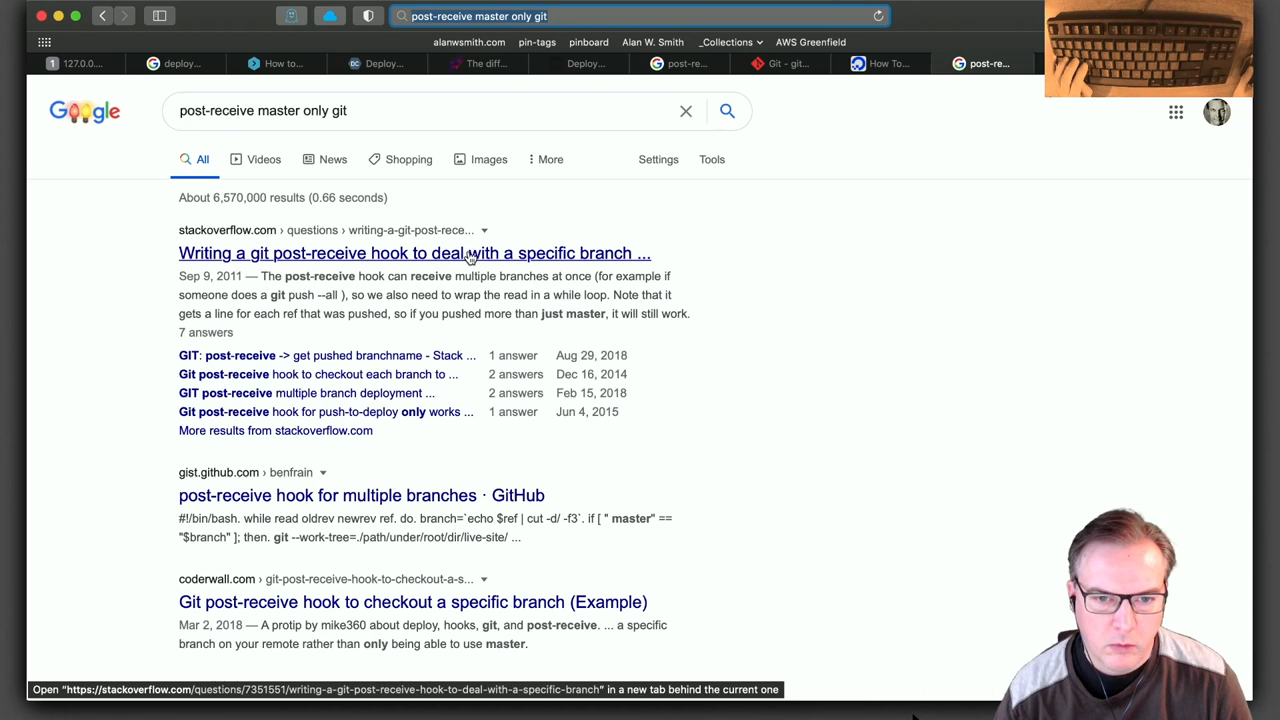 post-receive master only git
alanwsmith.com pin-tags pinboard Alan W. Smith _Collections AWS Greenfield
1 127.0.0.... deploy... How to... Deploy... The diff... Deploy... post-re... Git - git... How To... post-re...
Google post-receive master only git
All Videos News Shopping Images More Settings Tools
About 6,570,000 results (0.66 seconds)
stackoverflow.com › questions › writing-a-git-post-rece...
Writing a git post-receive hook to deal with a specific branch ...
Sep 9, 2011 — The post-receive hook can receive multiple branches at once (for example if
someone does a git push --all ), so we also need to wrap the read in a while loop. Note that it
gets a line for each ref that was pushed, so if you pushed more than just master, it will still work.
7 answers
GIT: post-receive -> get pushed branchname - Stack ... 1 answer Aug 29, 2018
Git post-receive hook to checkout each branch to ... 2 answers Dec 16, 2014
GIT post-receive multiple branch deployment ... 2 answers Feb 15, 2018
Git post-receive hook for push-to-deploy only works ... 1 answer Jun 4, 2015
More results from stackoverflow.com
gist.github.com › benfrain
post-receive hook for multiple branches · GitHub
#!/bin/bash. while read oldrev newrev ref. do. branch=`echo $ref | cut -d/ -f3`. if [ " master" ==
"$branch" ]; then. git --work-tree=./path/under/root/dir/live-site/ ...
coderwall.com › git-post-receive-hook-to-checkout-a-s...
Git post-receive hook to checkout a specific branch (Example)
Mar 2, 2018 — A protip by mike360 about deploy, hooks, git, and post-receive. ... a specific
branch on your remote rather than only being able to use master.
Open "https://stackoverflow.com/questions/7351551/writing-a-git-post-receive-hook-to-deal-with-a-specific-branch" in a new tab behind the current one